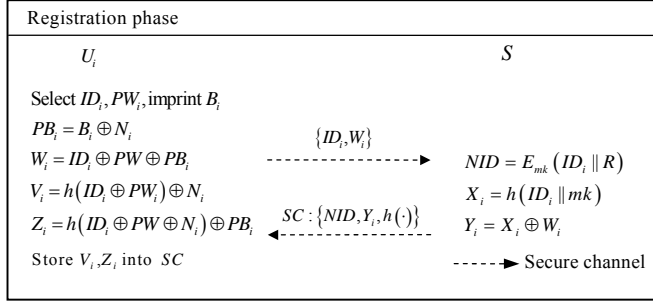 Registration phase
U_i S
Select ID_i, PW_i, imprint B_i
PB_i = B_i ⊕ N_i
{ID_i, W_i}
W_i = ID_i ⊕ PW ⊕ PB_i NID = E_mk (ID_i || R)
V_i = h(ID_i ⊕ PW_i) ⊕ N_i X_i = h(ID_i || mk)
SC : {NID, Y_i, h(·)}
Z_i = h(ID_i ⊕ PW ⊕ N_i) ⊕ PB_i Y_i = X_i ⊕ W_i
Store V_i, Z_i into SC Secure channel